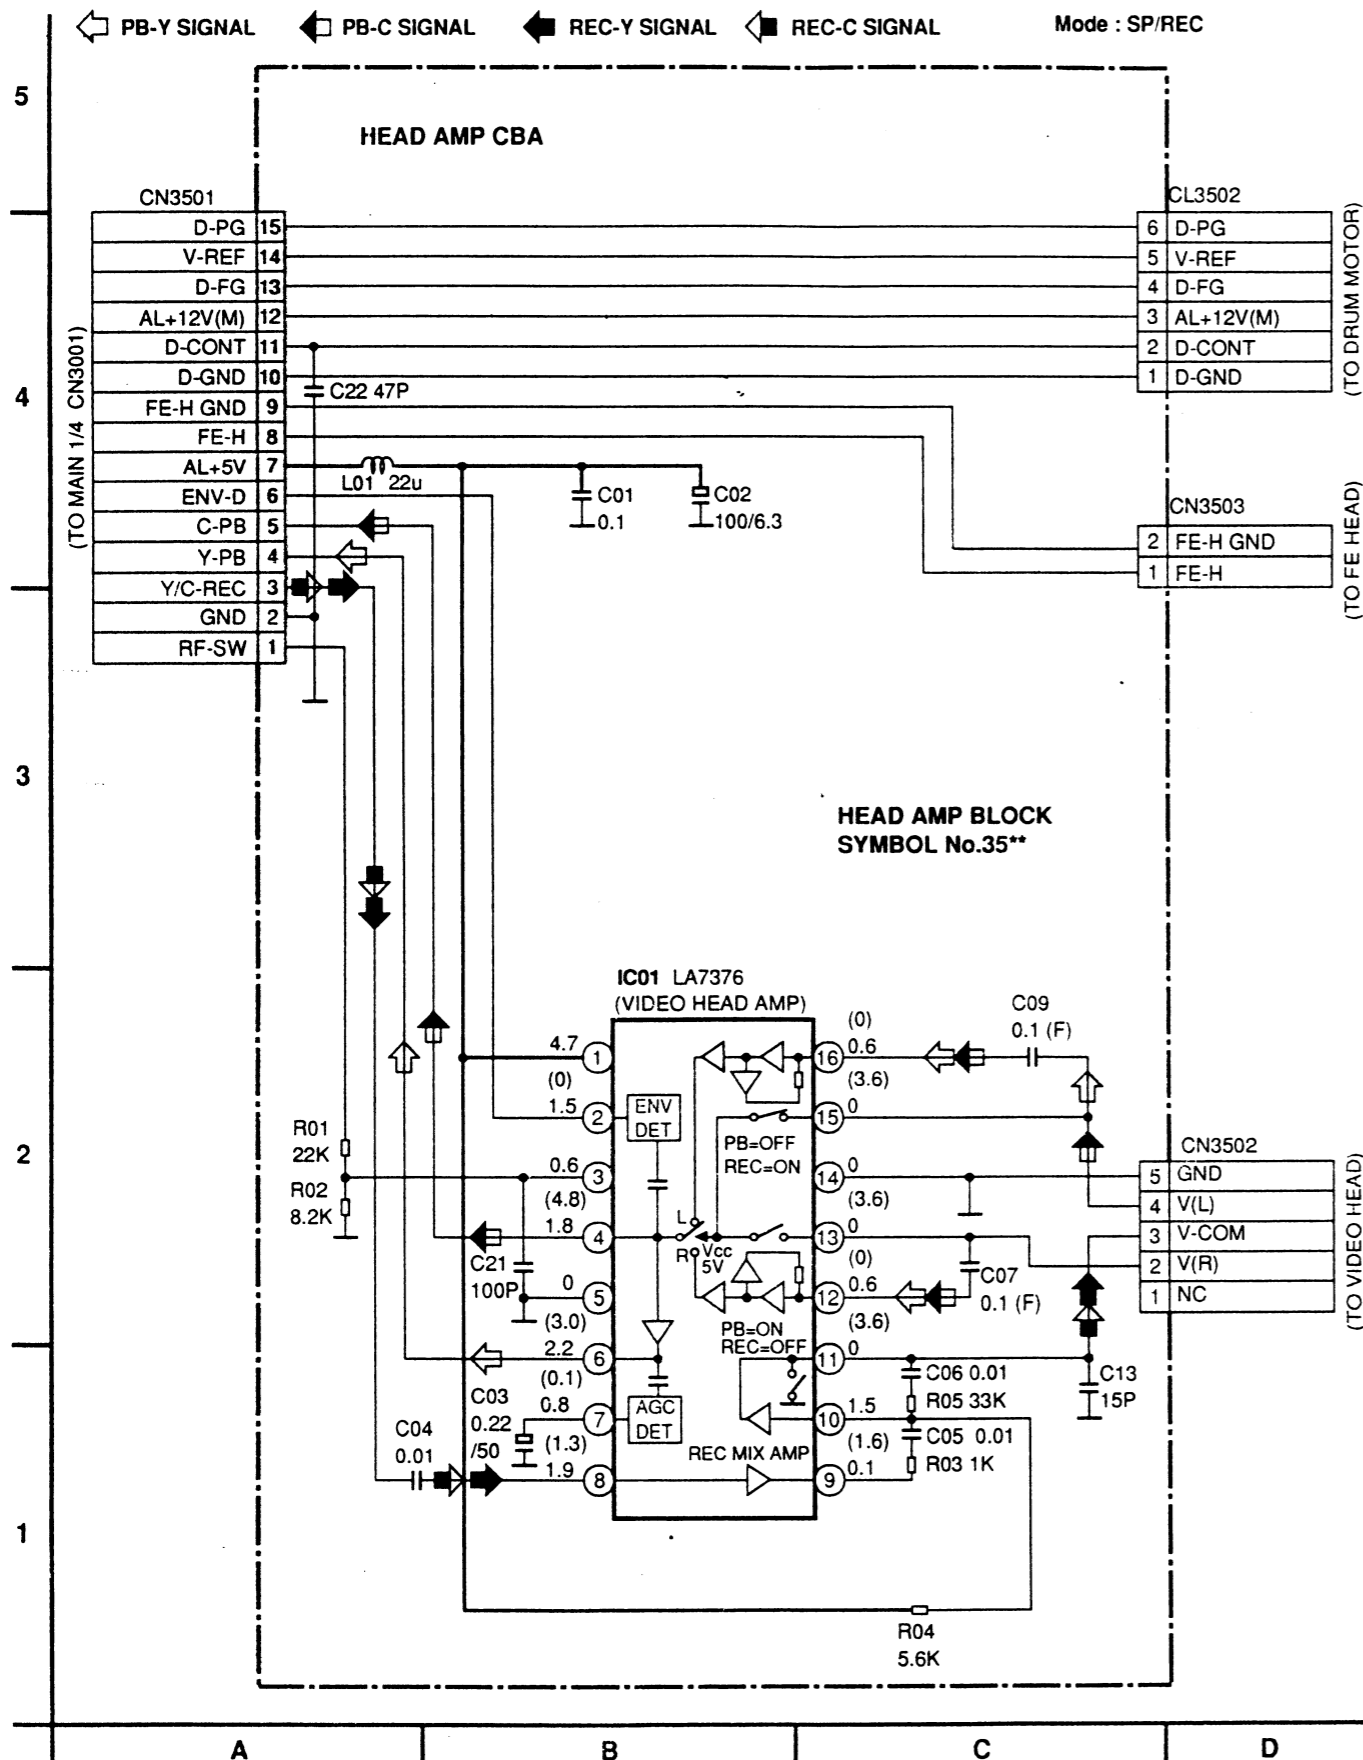 PB-Y SIGNAL PB-C SIGNAL REC-Y SIGNAL REC-C SIGNAL Mode : SP/REC
5
HEAD AMP CBA
CN3501
D-PG 15
V-REF 14
D-FG 13
AL+12V(M) 12
D-CONT 11
D-GND 10
FE-H GND 9
FE-H 8
AL+5V 7
ENV-D 6
C-PB 5
Y-PB 4
Y/C-REC 3
GND 2
RF-SW 1
(TO MAIN 1/4 CN3001)
CL3502
6 D-PG
5 V-REF
4 D-FG
3 AL+12V(M)
2 D-CONT
1 D-GND
(TO DRUM MOTOR)
4
C22 47P
L01 22u
C01
0.1
C02
100/6.3
CN3503
2 FE-H GND
1 FE-H
(TO FE HEAD)
3
HEAD AMP BLOCK
SYMBOL No.35**
IC01 LA7376
(VIDEO HEAD AMP)
4.7 1
(0)
1.5 2
0.6 3
(4.8)
1.8 4
0 5
(3.0)
2.2 6
(0.1)
0.8 7
(1.3)
1.9 8
ENV
DET
PB=OFF
REC=ON
L
R
Vcc
5V
PB=ON
REC=OFF
AGC
DET
REC MIX AMP
(0)
16 0.6
(3.6)
15 0
14 0
(3.6)
13 0
(0)
12 0.6
(3.6)
11 0
10 1.5
(1.6)
9 0.1
C09
0.1 (F)
2
R01
22K
R02
8.2K
C21
100P
C07
0.1 (F)
CN3502
5 GND
4 V(L)
3 V-COM
2 V(R)
1 NC
(TO VIDEO HEAD)
C03
0.22
/50
C04
0.01
C06 0.01
R05 33K
C05 0.01
R03 1K
C13
15P
1
R04
5.6K
A B C D